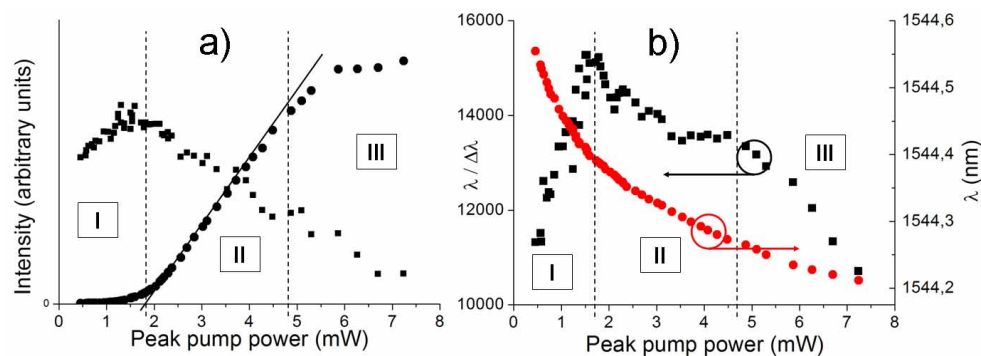 a)
Intensity (arbitrary units)
I
II
III
0
0 1 2 3 4 5 6 7 8
Peak pump power (mW)
b)
λ / Δλ
16000
14000
13000
12000
11000
10000
I
II
III
0 1 2 3 4 5 6 7 8
Peak pump power (mW)
1544,6
1544,5
1544,4
1544,3
1544,2
λ (nm)